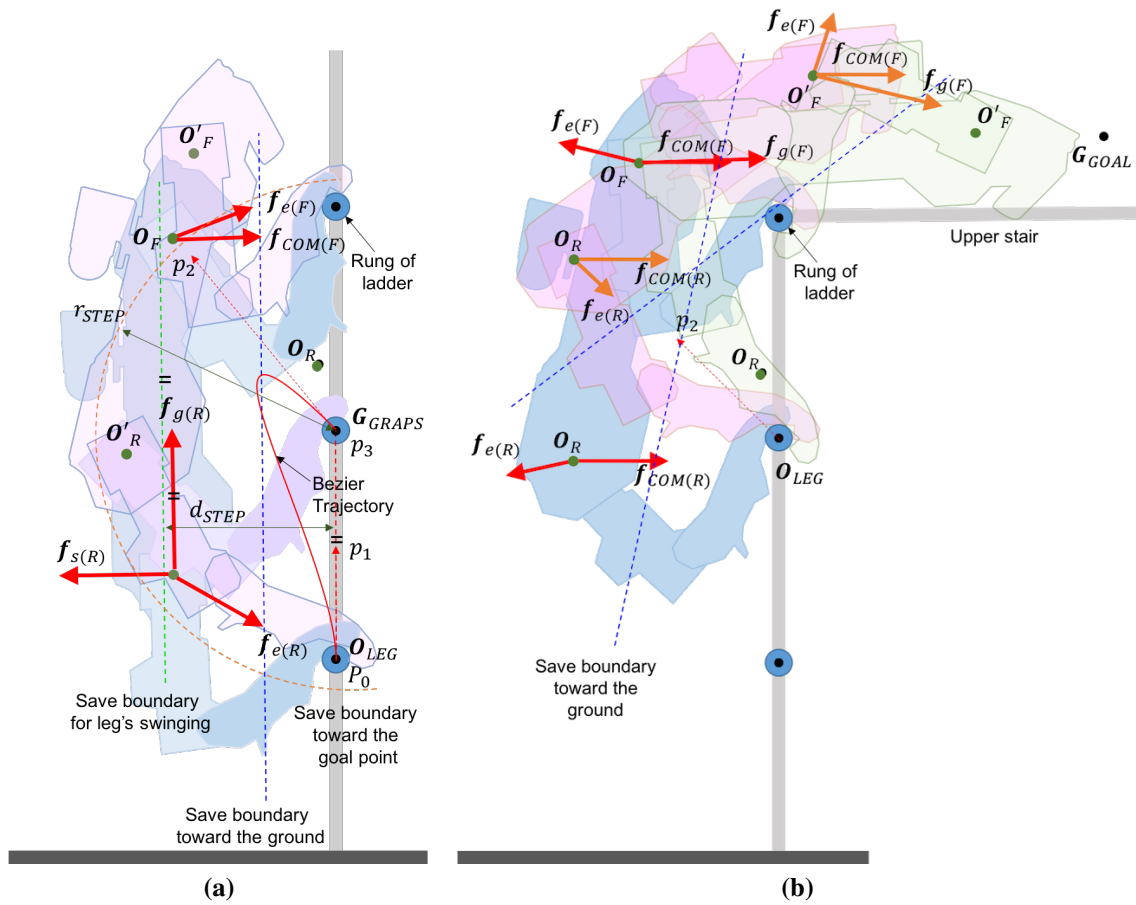 O'_F
f_e(F)
O_F
f_COM(F)
p_2
Rung of
ladder
r_STEP
O_R
=
f_g(R)
G_GRAPS
O'_R
p_3
=
Bezier
Trajectory
d_STEP
=
p_1
f_s(R)
f_e(R)
O_LEG
P_0
Save boundary
for leg's swinging
Save boundary
toward the
goal point
Save boundary
toward the ground
(a)
f_e(F)
f_COM(F)
f_g(F)
O'_F
O'_F
f_e(F)
f_COM(F)
f_g(F)
G_GOAL
O_F
O_R
Upper stair
f_COM(R)
Rung of
ladder
f_e(R)
p_2
O_R
f_e(R)
O_R
f_COM(R)
O_LEG
Save boundary
toward the
ground
(b)